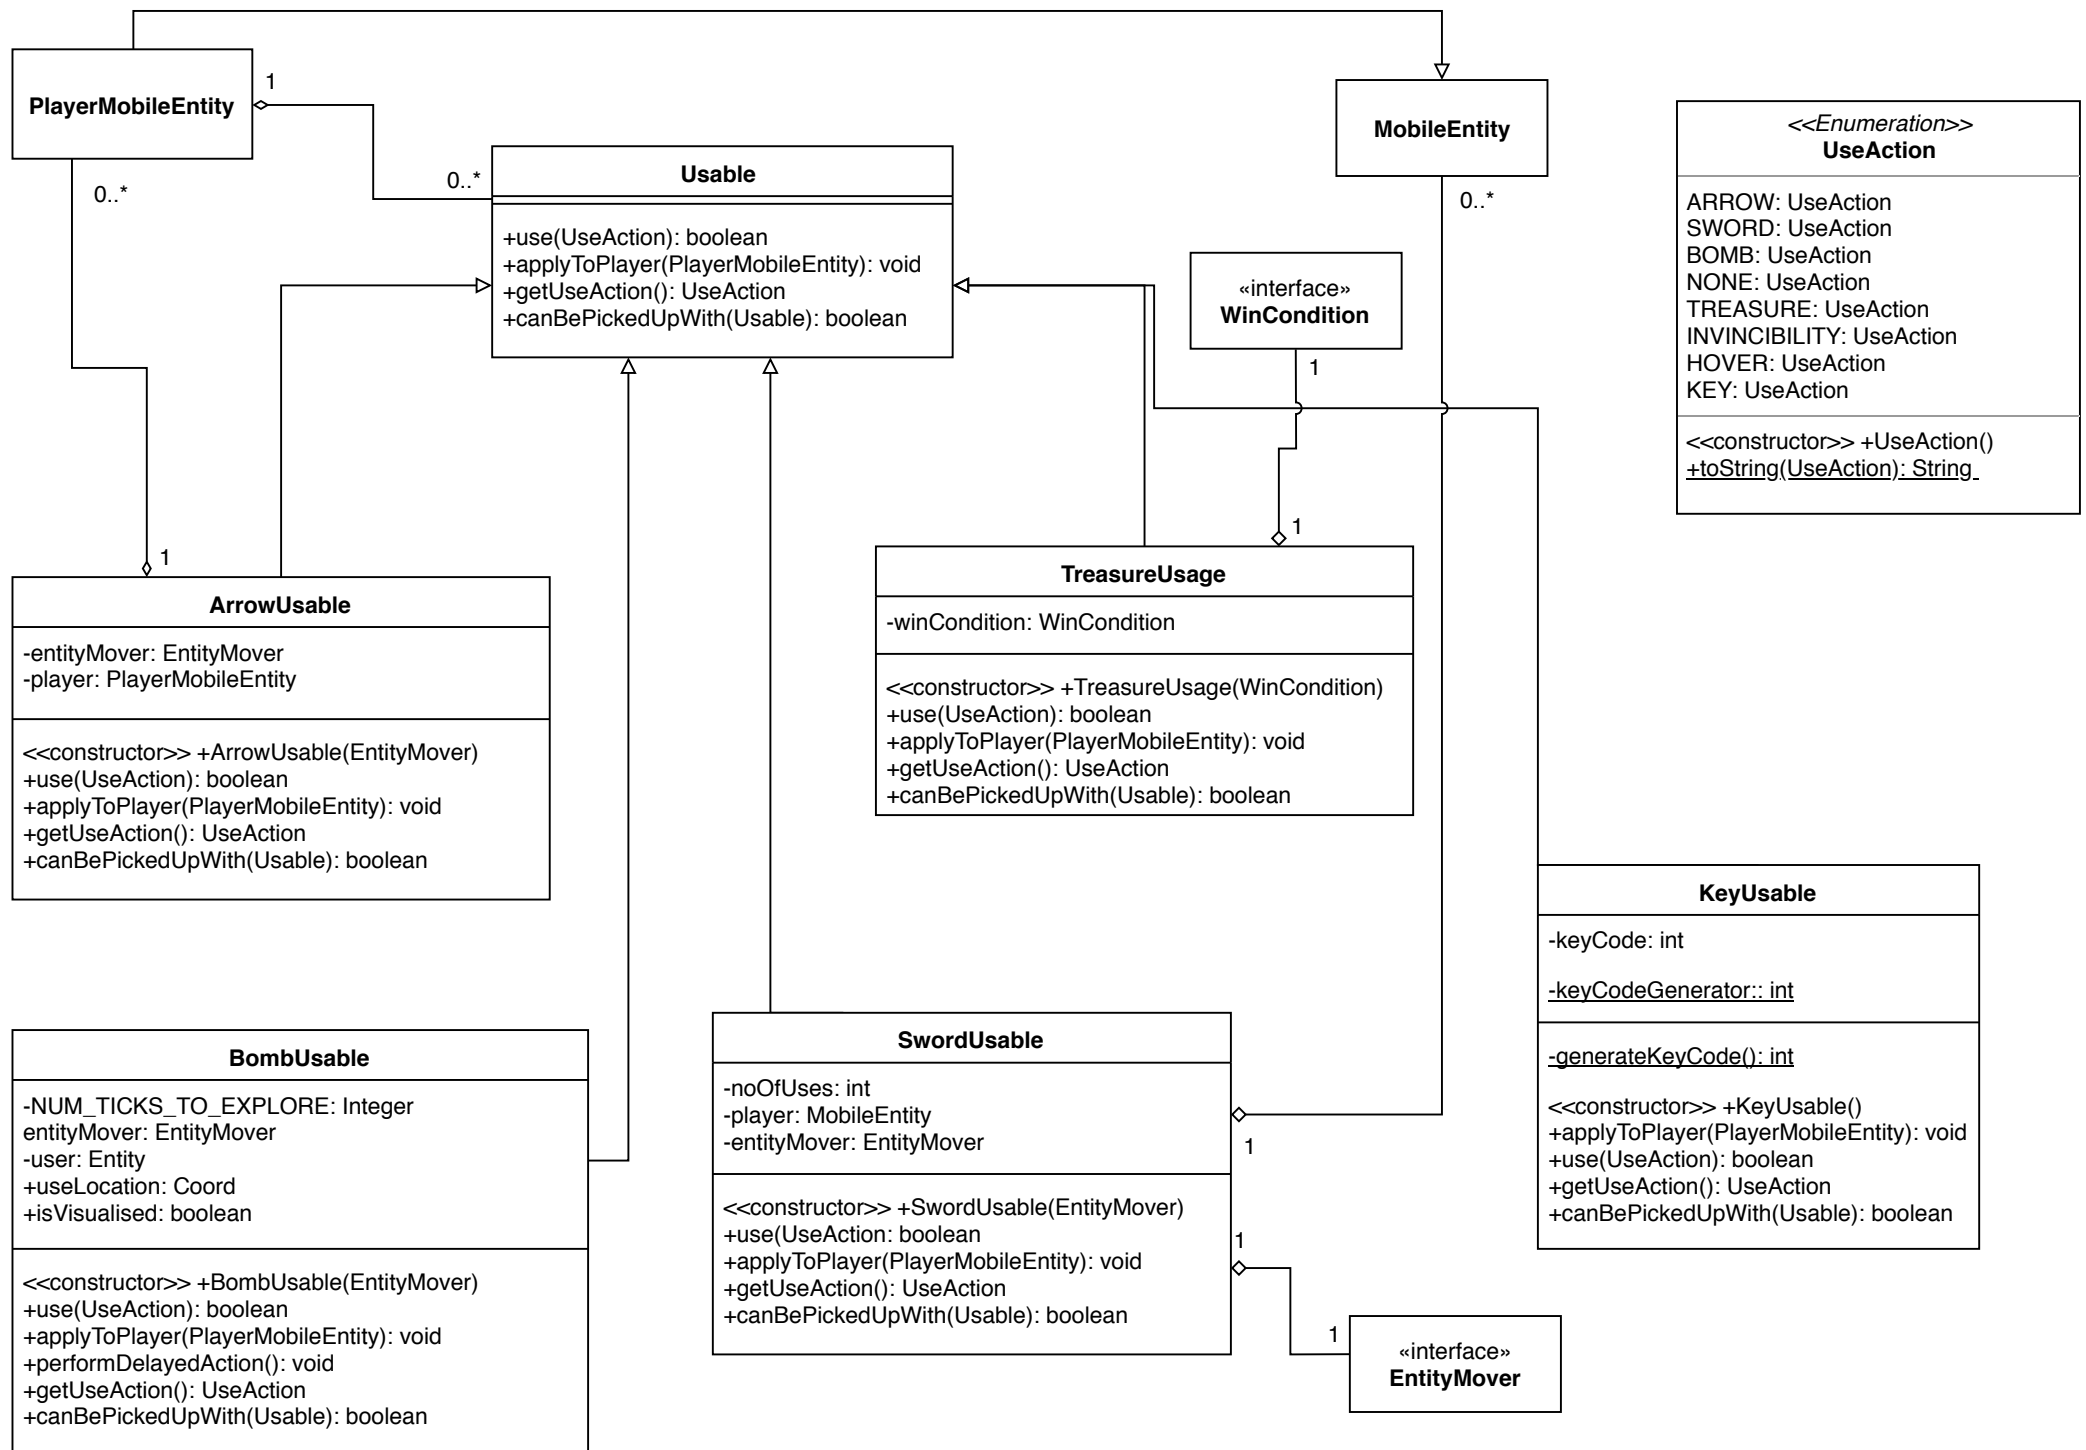 PlayerMobileEntity
1
0..*
0..*
MobileEntity
0..*
Usable
+use(UseAction): boolean
+applyToPlayer(PlayerMobileEntity): void
+getUseAction(): UseAction
+canBePickedUpWith(Usable): boolean
«interface»
WinCondition
1
<<Enumeration>>
UseAction
ARROW: UseAction
SWORD: UseAction
BOMB: UseAction
NONE: UseAction
TREASURE: UseAction
INVINCIBILITY: UseAction
HOVER: UseAction
KEY: UseAction
<<constructor>> +UseAction()
+toString(UseAction): String
1
ArrowUsable
-entityMover: EntityMover
-player: PlayerMobileEntity
<<constructor>> +ArrowUsable(EntityMover)
+use(UseAction): boolean
+applyToPlayer(PlayerMobileEntity): void
+getUseAction(): UseAction
+canBePickedUpWith(Usable): boolean
1
TreasureUsage
-winCondition: WinCondition
<<constructor>> +TreasureUsage(WinCondition)
+use(UseAction): boolean
+applyToPlayer(PlayerMobileEntity): void
+getUseAction(): UseAction
+canBePickedUpWith(Usable): boolean
KeyUsable
-keyCode: int
-keyCodeGenerator:: int
-generateKeyCode(): int
<<constructor>> +KeyUsable()
+applyToPlayer(PlayerMobileEntity): void
+use(UseAction): boolean
+getUseAction(): UseAction
+canBePickedUpWith(Usable): boolean
BombUsable
-NUM_TICKS_TO_EXPLORE: Integer
entityMover: EntityMover
-user: Entity
+useLocation: Coord
+isVisualised: boolean
<<constructor>> +BombUsable(EntityMover)
+use(UseAction): boolean
+applyToPlayer(PlayerMobileEntity): void
+performDelayedAction(): void
+getUseAction(): UseAction
+canBePickedUpWith(Usable): boolean
SwordUsable
-noOfUses: int
-player: MobileEntity
-entityMover: EntityMover
<<constructor>> +SwordUsable(EntityMover)
+use(UseAction: boolean
+applyToPlayer(PlayerMobileEntity): void
+getUseAction(): UseAction
+canBePickedUpWith(Usable): boolean
1
1
1
«interface»
EntityMover